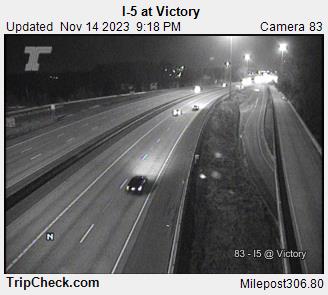 I-5 at Victory
Updated Nov 14 2023 9:18 PM Camera 83
T
N
83 - I5 @ Victory
TripCheck.com Milepost306.80